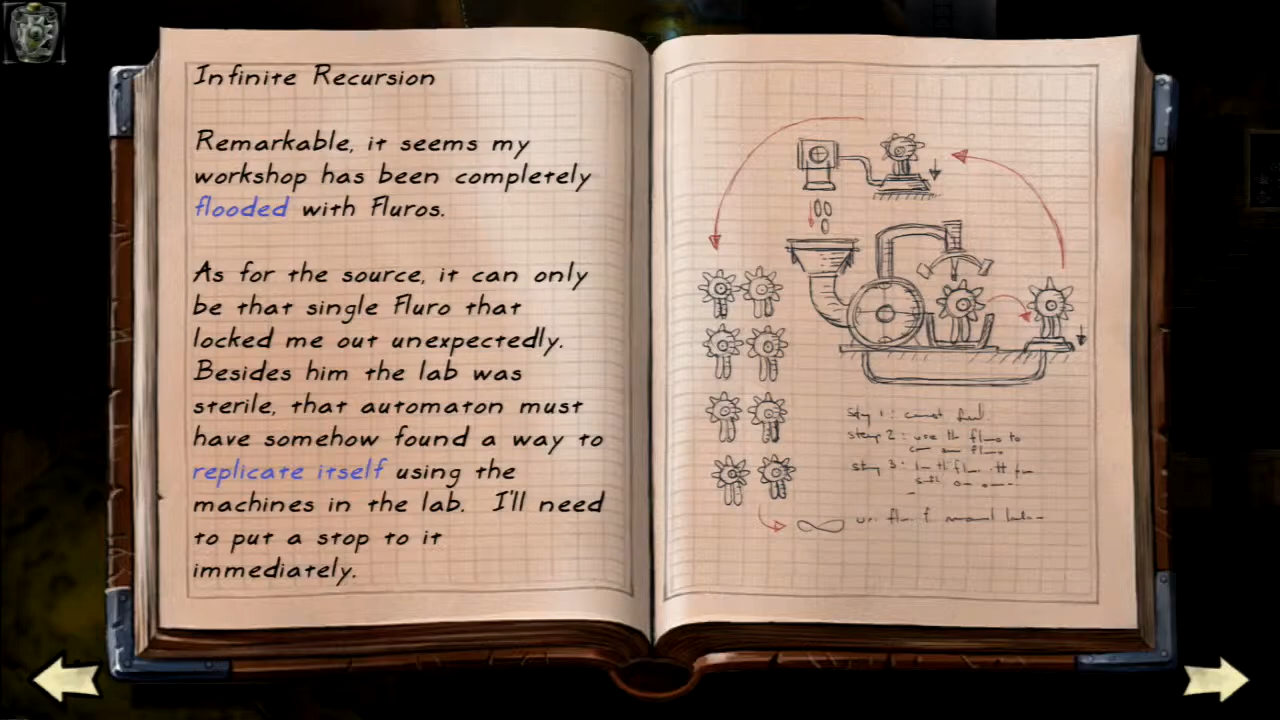 Infinite Recursion
Remarkable, it seems my
workshop has been completely
flooded with Fluros.
As for the source, it can only
be that single Fluro that
locked me out unexpectedly.
Besides him the lab was
sterile, that automaton must
have somehow found a way to
replicate itself using the
machines in the lab.  I'll need
to put a stop to it
immediately.